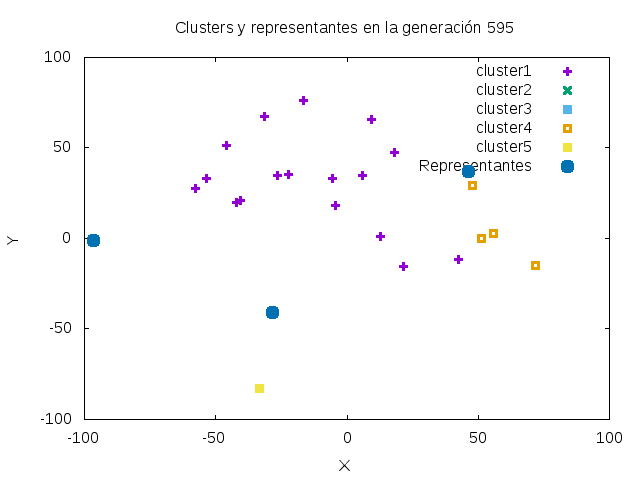 Clusters y representantes en la generación 595
100
50
0
-50
-100
-100 -50 0 50 100
Y
X
cluster1
cluster2
cluster3
cluster4
cluster5
Representantes